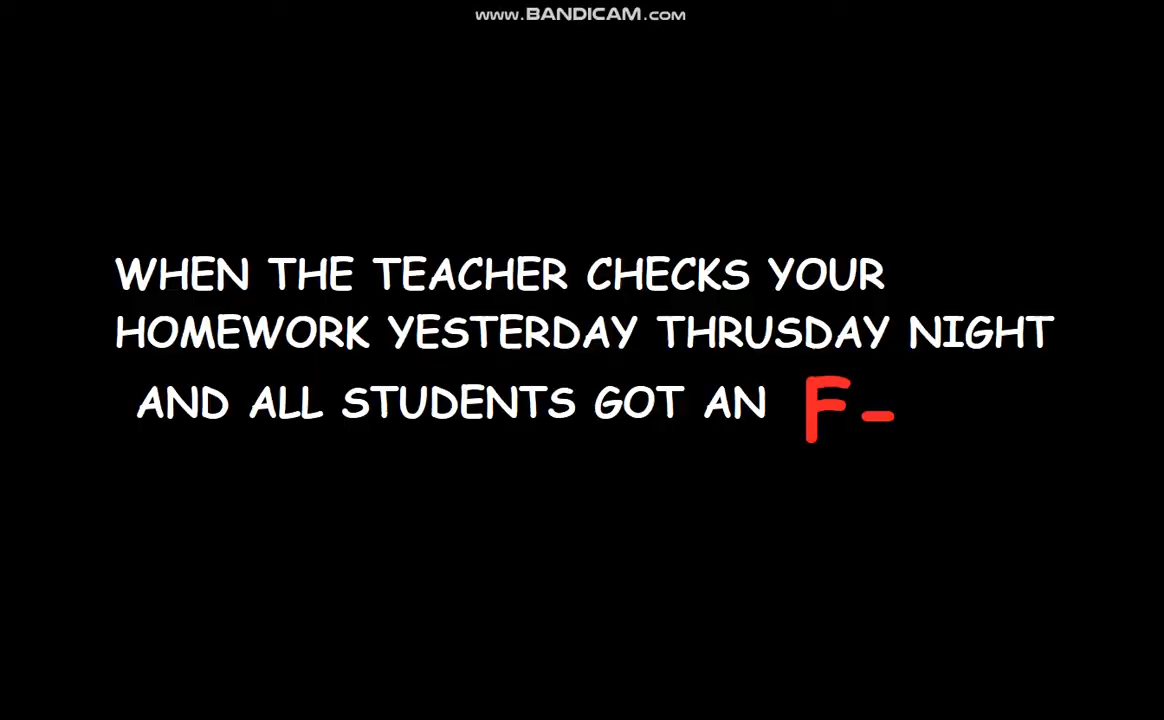 www.BANDICAM.com
WHEN THE TEACHER CHECKS YOUR
HOMEWORK YESTERDAY THRUSDAY NIGHT
AND ALL STUDENTS GOT AN F-